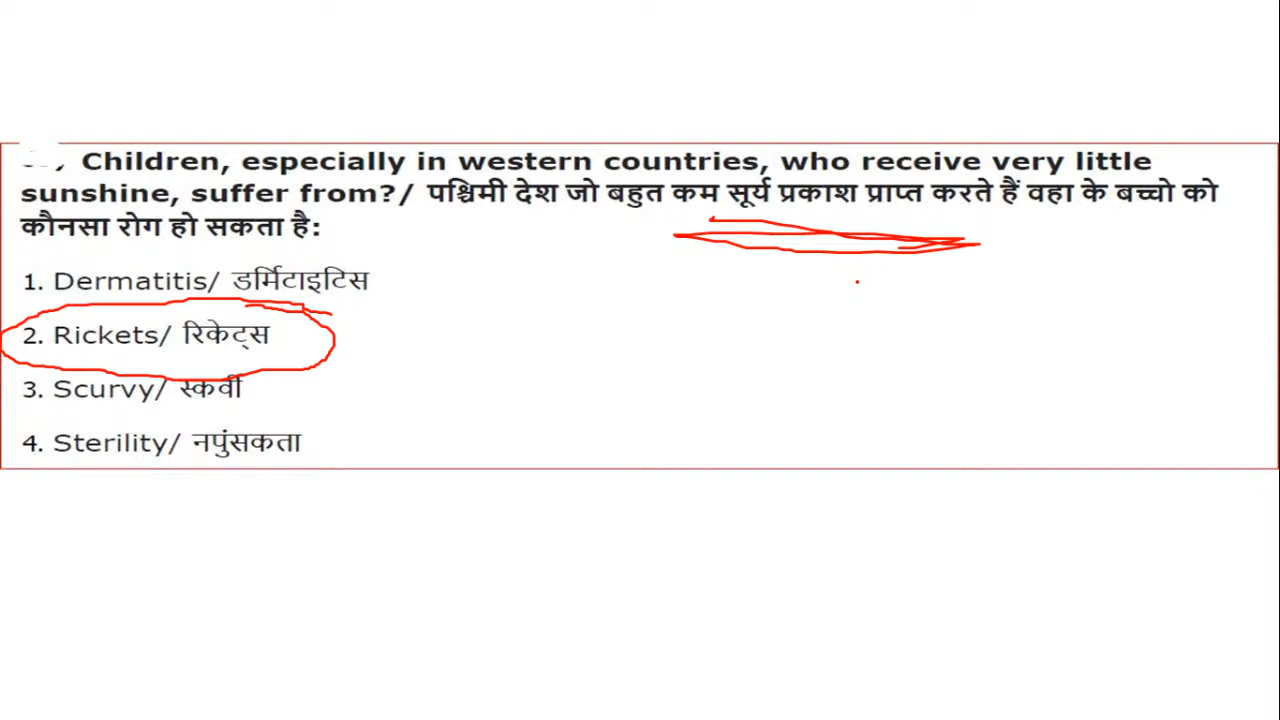 , Children, especially in western countries, who receive very little
sunshine, suffer from?/ पश्चिमी देश जो बहुत कम सूर्य प्रकाश प्राप्त करते हैं वहा के बच्चो को
कौनसा रोग हो सकता है:
1. Dermatitis/ डर्मिटाइटिस
2. Rickets/ रिकेट्स
3. Scurvy/ स्कर्वी
4. Sterility/ नपुंसकता